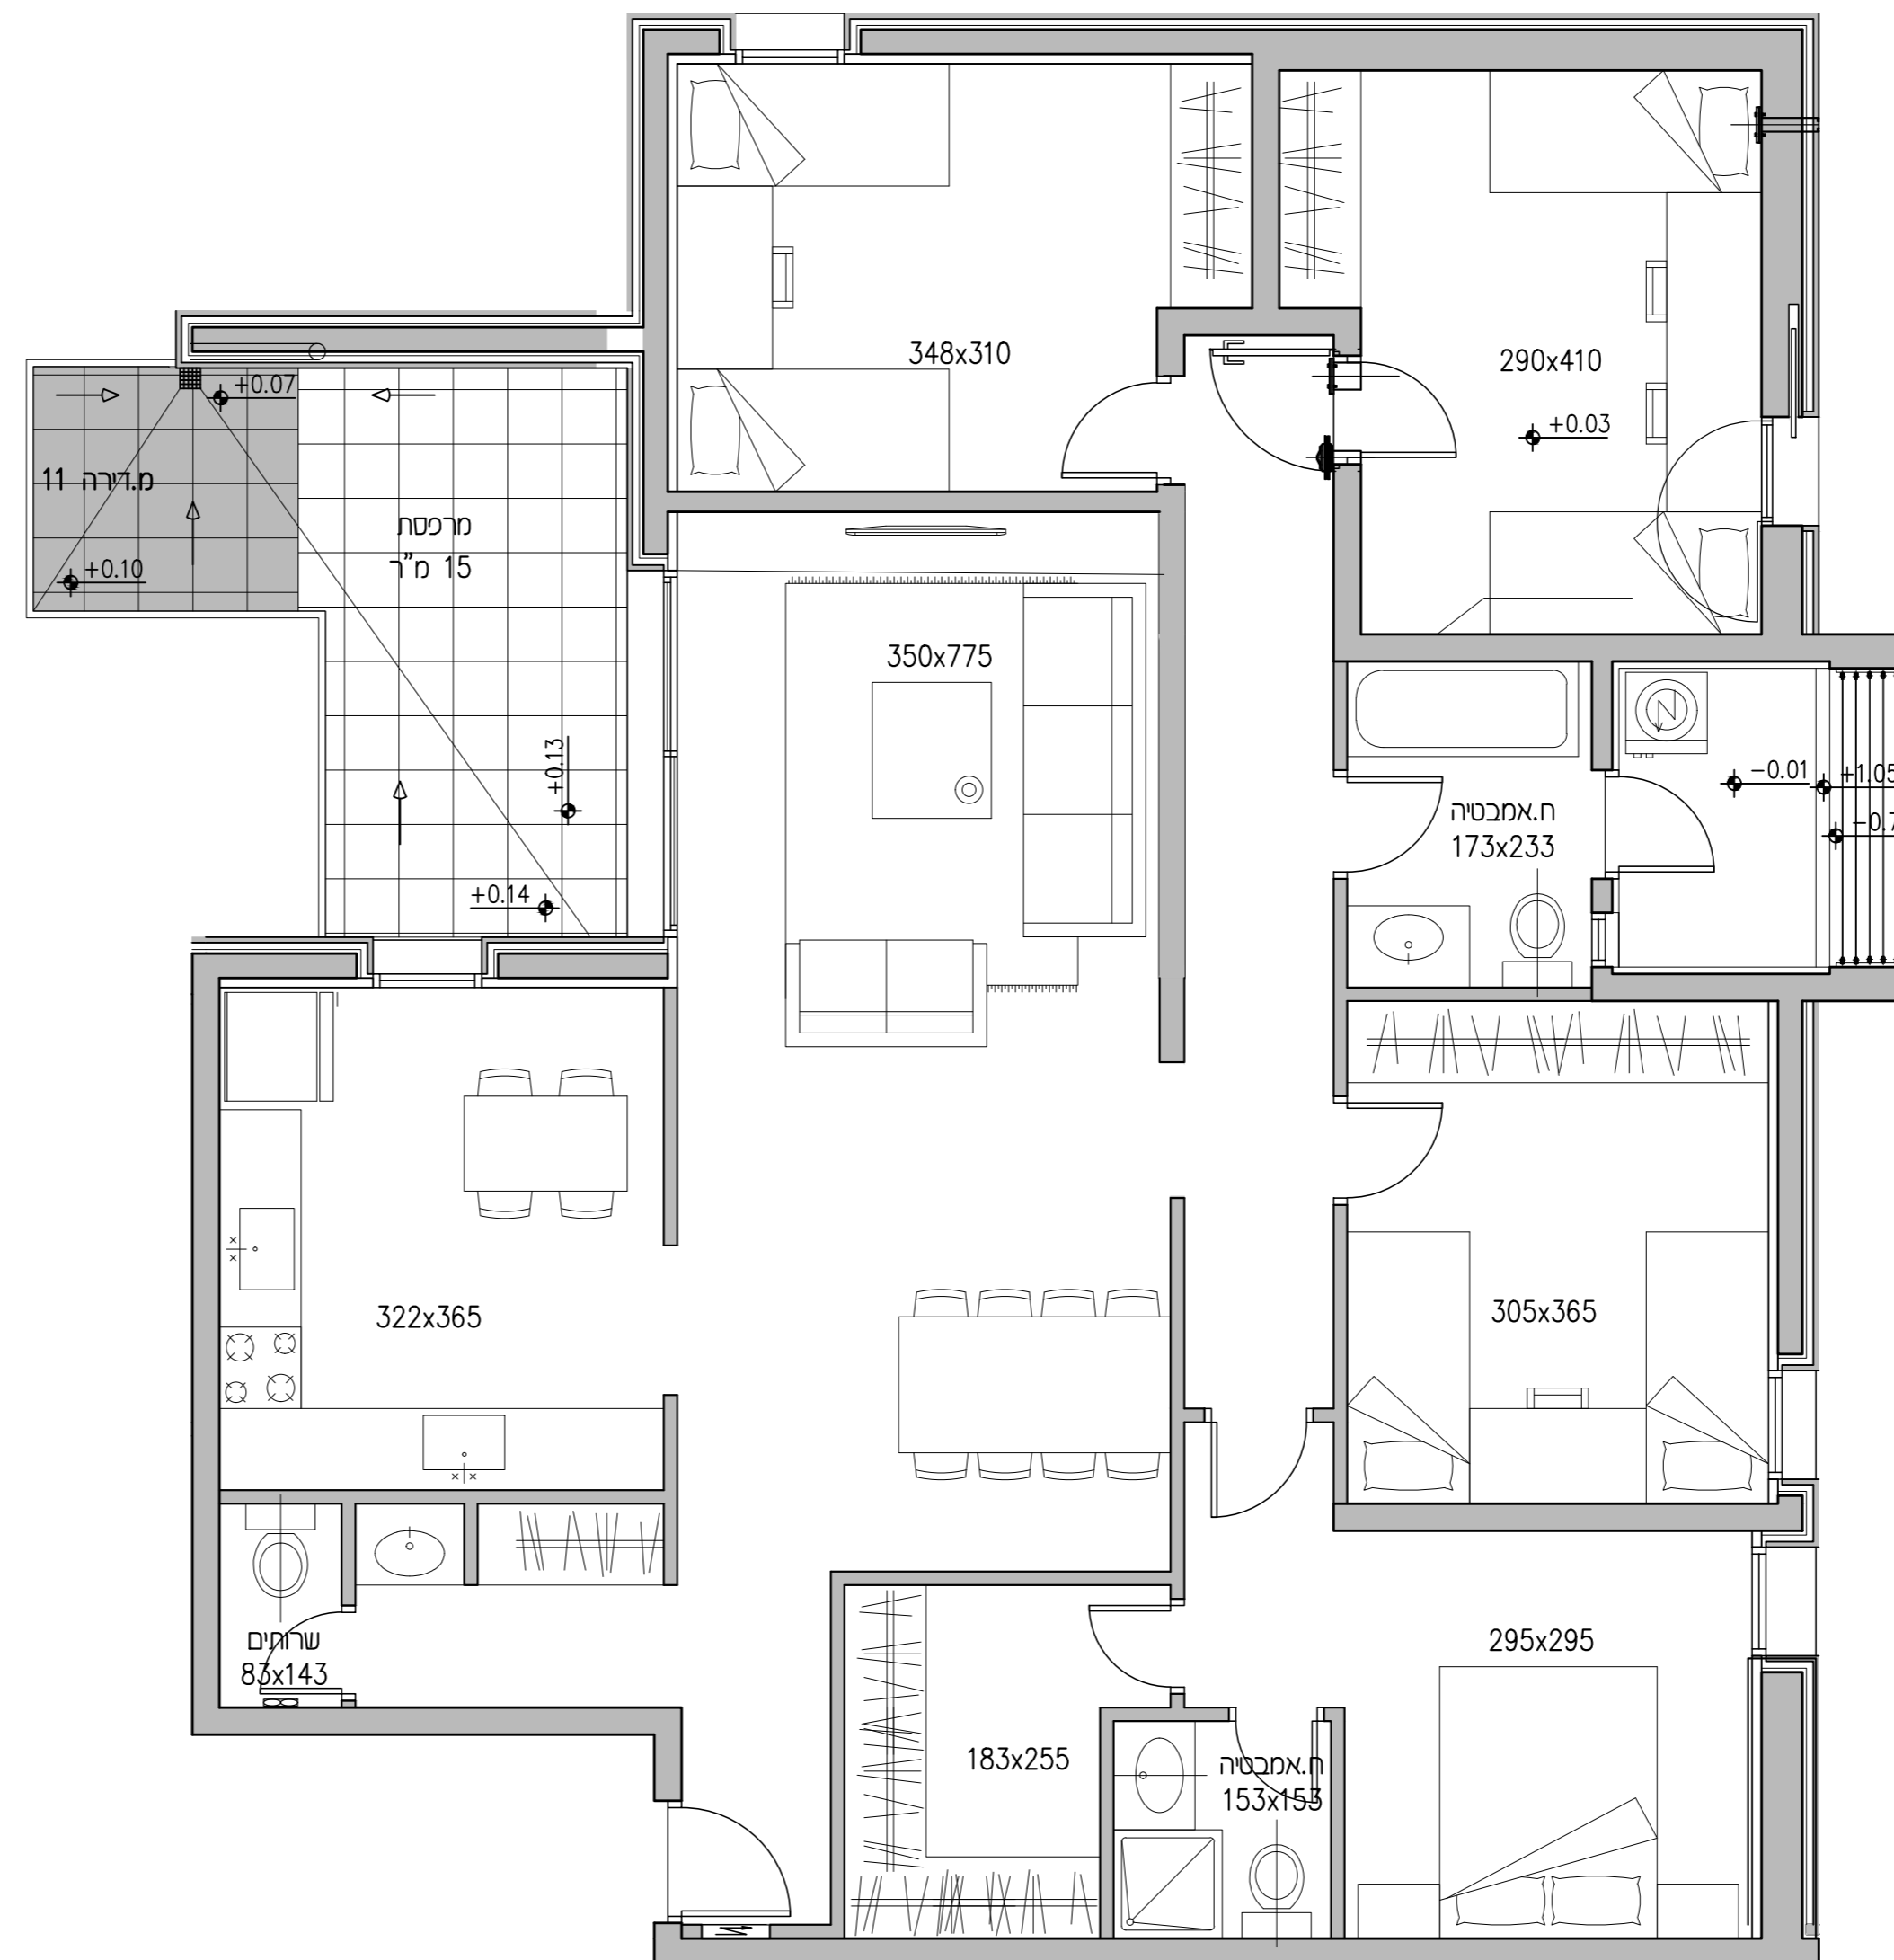 348x310
290x410
+0.07
+0.03
מ.דירה 11
מרפסת
15 מ"ר
+0.10
350x775
+0.13
-0.01
+1.05
ח.אמבטיה
173x233
+0.14
322x365
305x365
שרותים
83x143
295x295
183x255
ח.אמבטיה
153x153